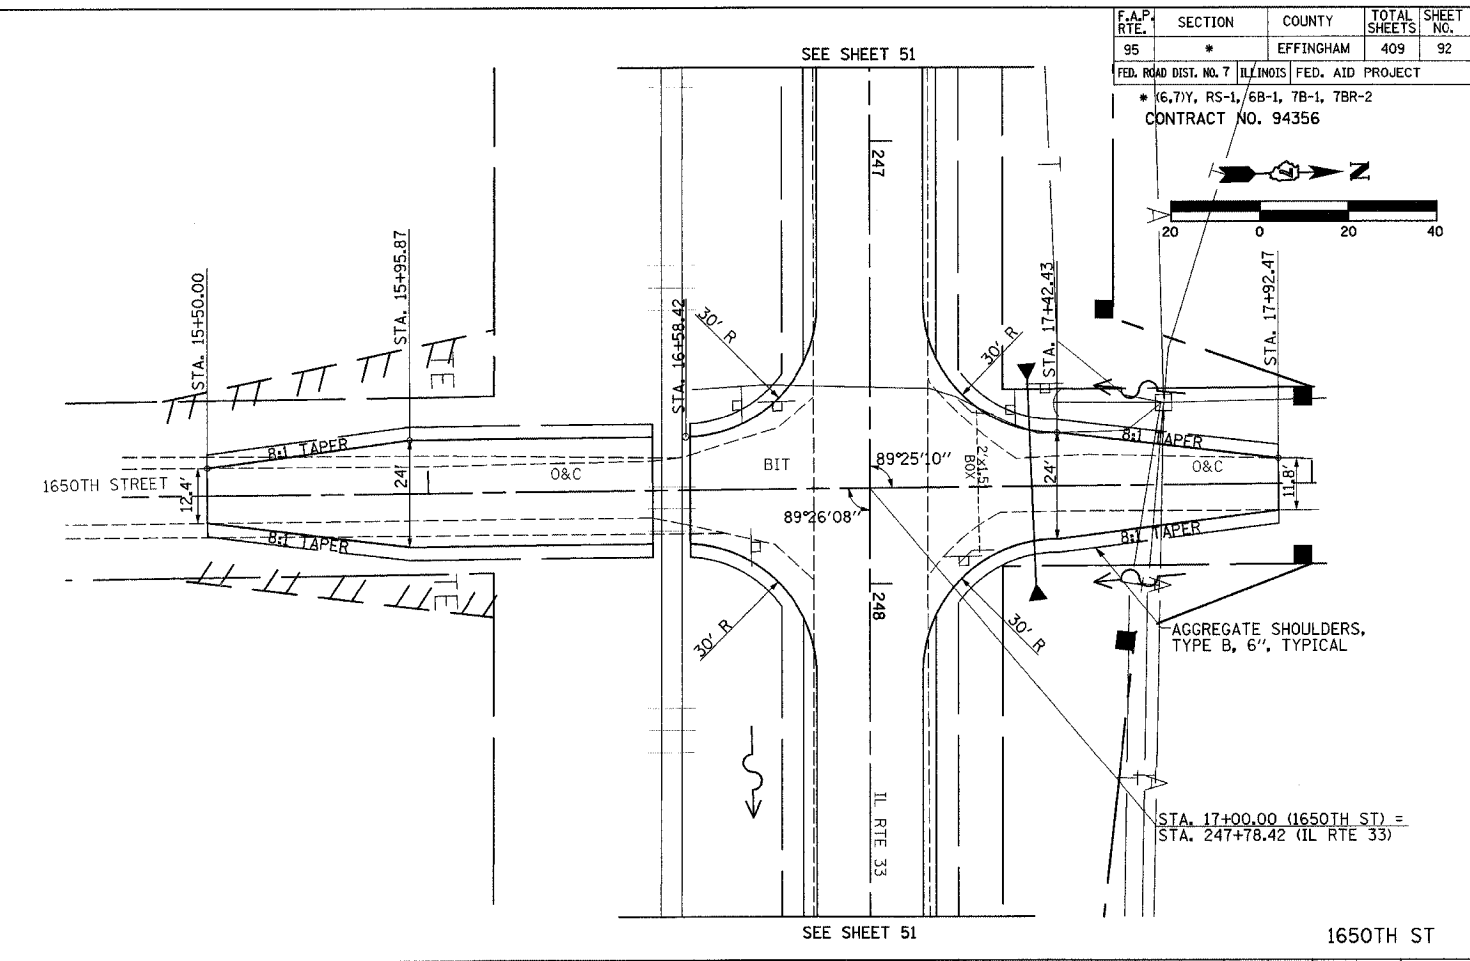 F.A.P. RTE. SECTION COUNTY TOTAL SHEETS SHEET NO.
95 * EFFINGHAM 409 92
FED. ROAD DIST. NO. 7 ILLINOIS FED. AID PROJECT
* (6,7)Y, RS-1, 6B-1, 7B-1, 7BR-2
CONTRACT NO. 94356
SEE SHEET 51
N
20 0 20 40
247
STA. 15+50.00
STA. 15+95.87
STA. 16+58.42
STA. 17+42.43
STA. 17+92.47
30' R
30' R
8:1 TAPER
8:1 TAPER
1650TH STREET
12.4'
24'
O&C
BIT
89°25'10"
2'x1.5'
BOX
24'
O&C
11.8'
89°26'08"
8:1 TAPER
8:1 TAPER
TE
TE
248
30' R
30' R
AGGREGATE SHOULDERS,
TYPE B, 6", TYPICAL
IL RTE 33
STA. 17+00.00 (1650TH ST) =
STA. 247+78.42 (IL RTE 33)
SEE SHEET 51
1650TH ST